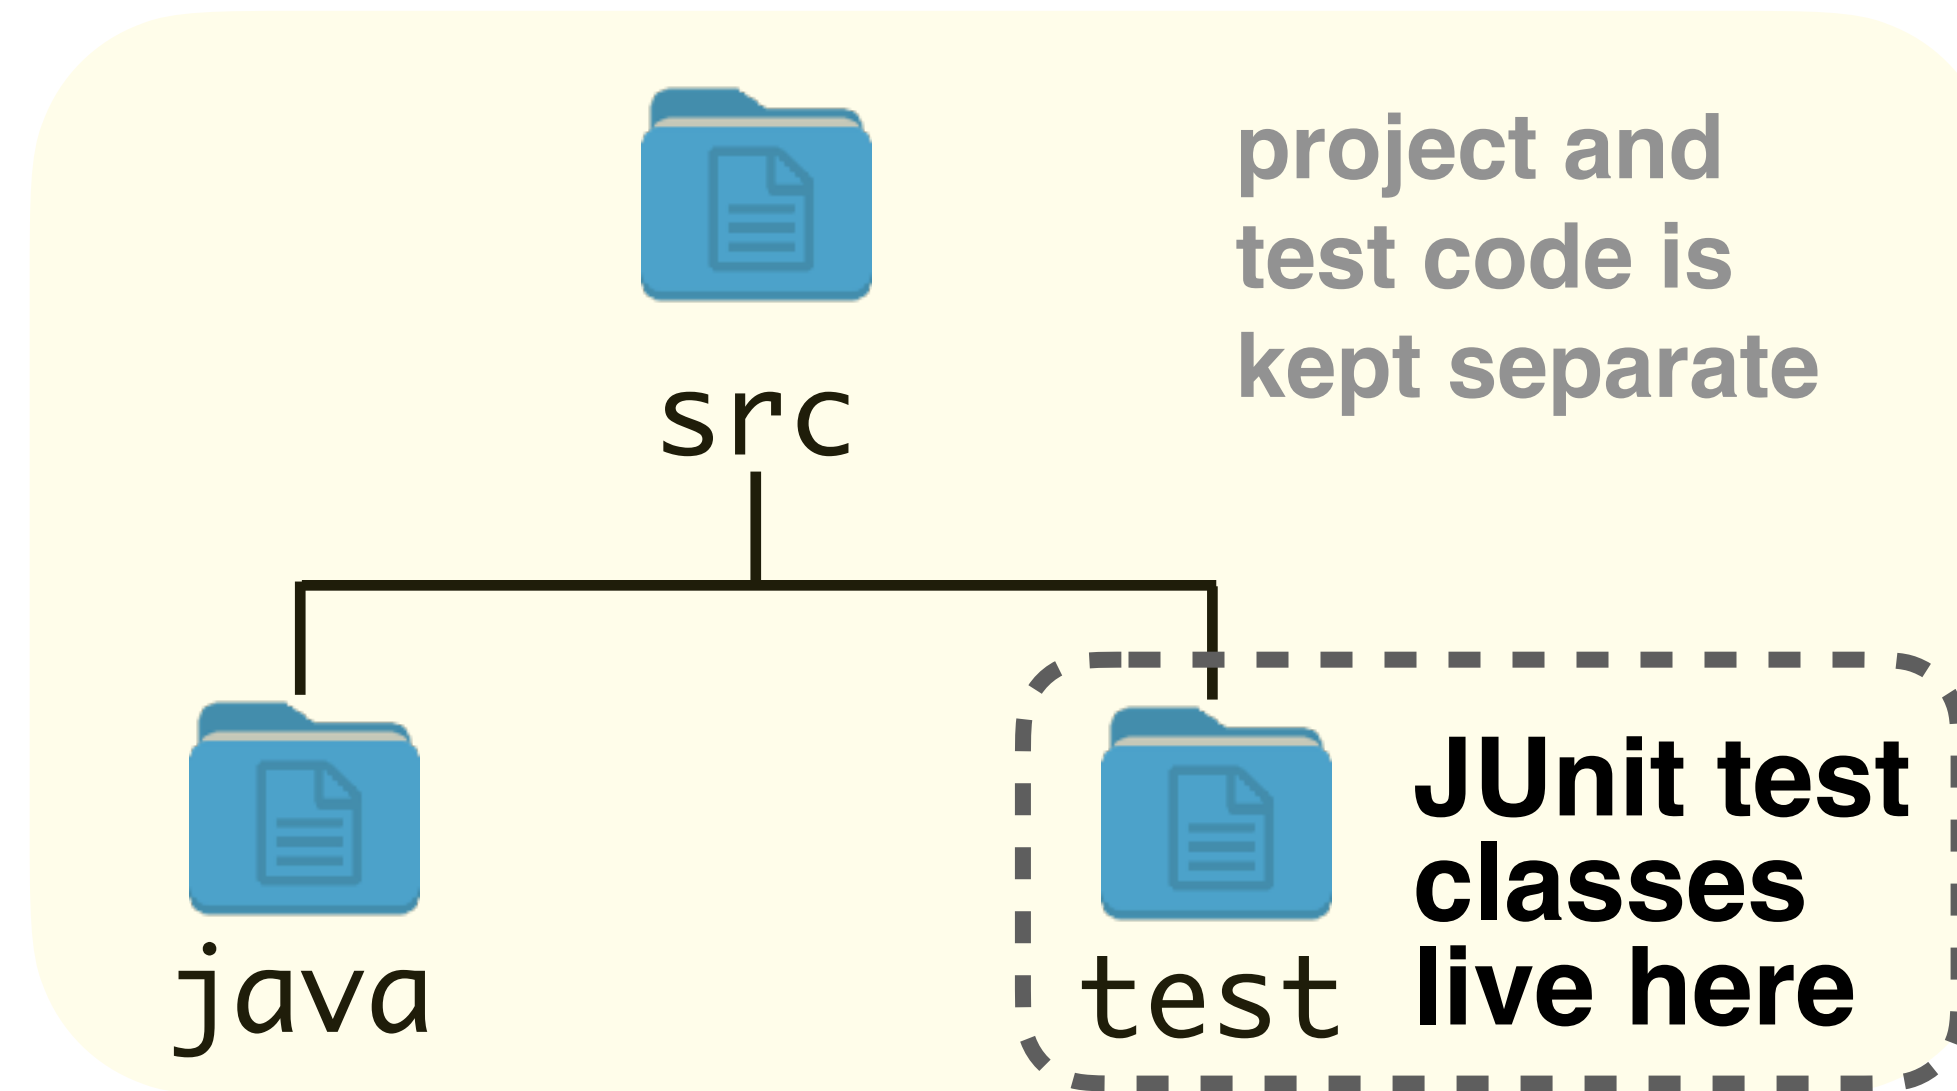 project and
test code is
kept separate
src
java
test
JUnit test
classes
live here